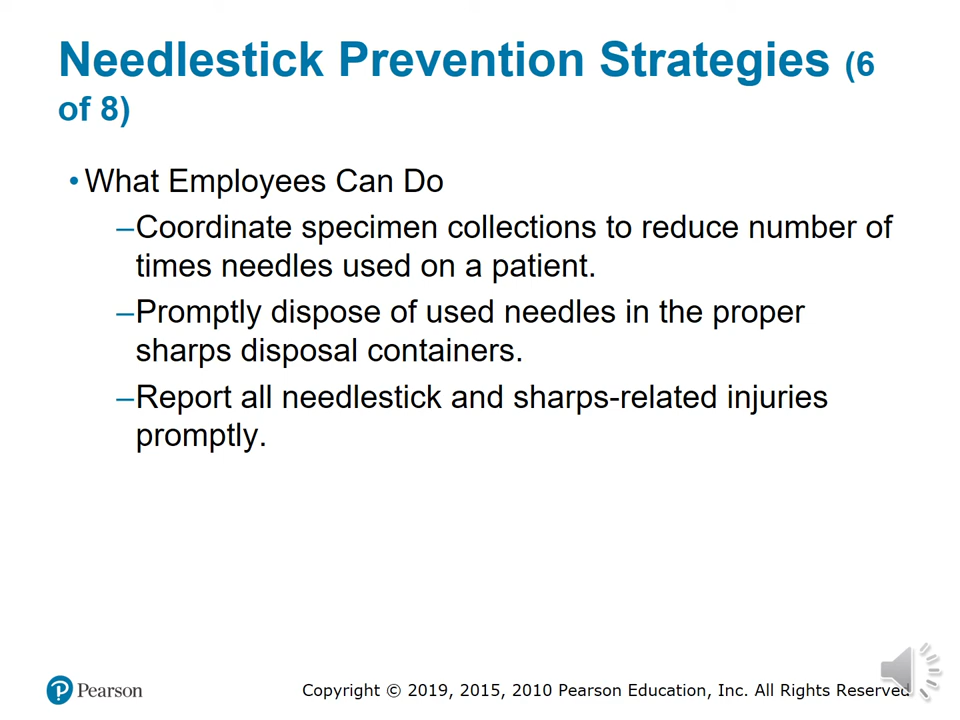 Needlestick Prevention Strategies (6
of 8)
• What Employees Can Do
–Coordinate specimen collections to reduce number of
times needles used on a patient.
–Promptly dispose of used needles in the proper
sharps disposal containers.
–Report all needlestick and sharps-related injuries
promptly.
P Pearson
Copyright © 2019, 2015, 2010 Pearson Education, Inc. All Rights Reserved